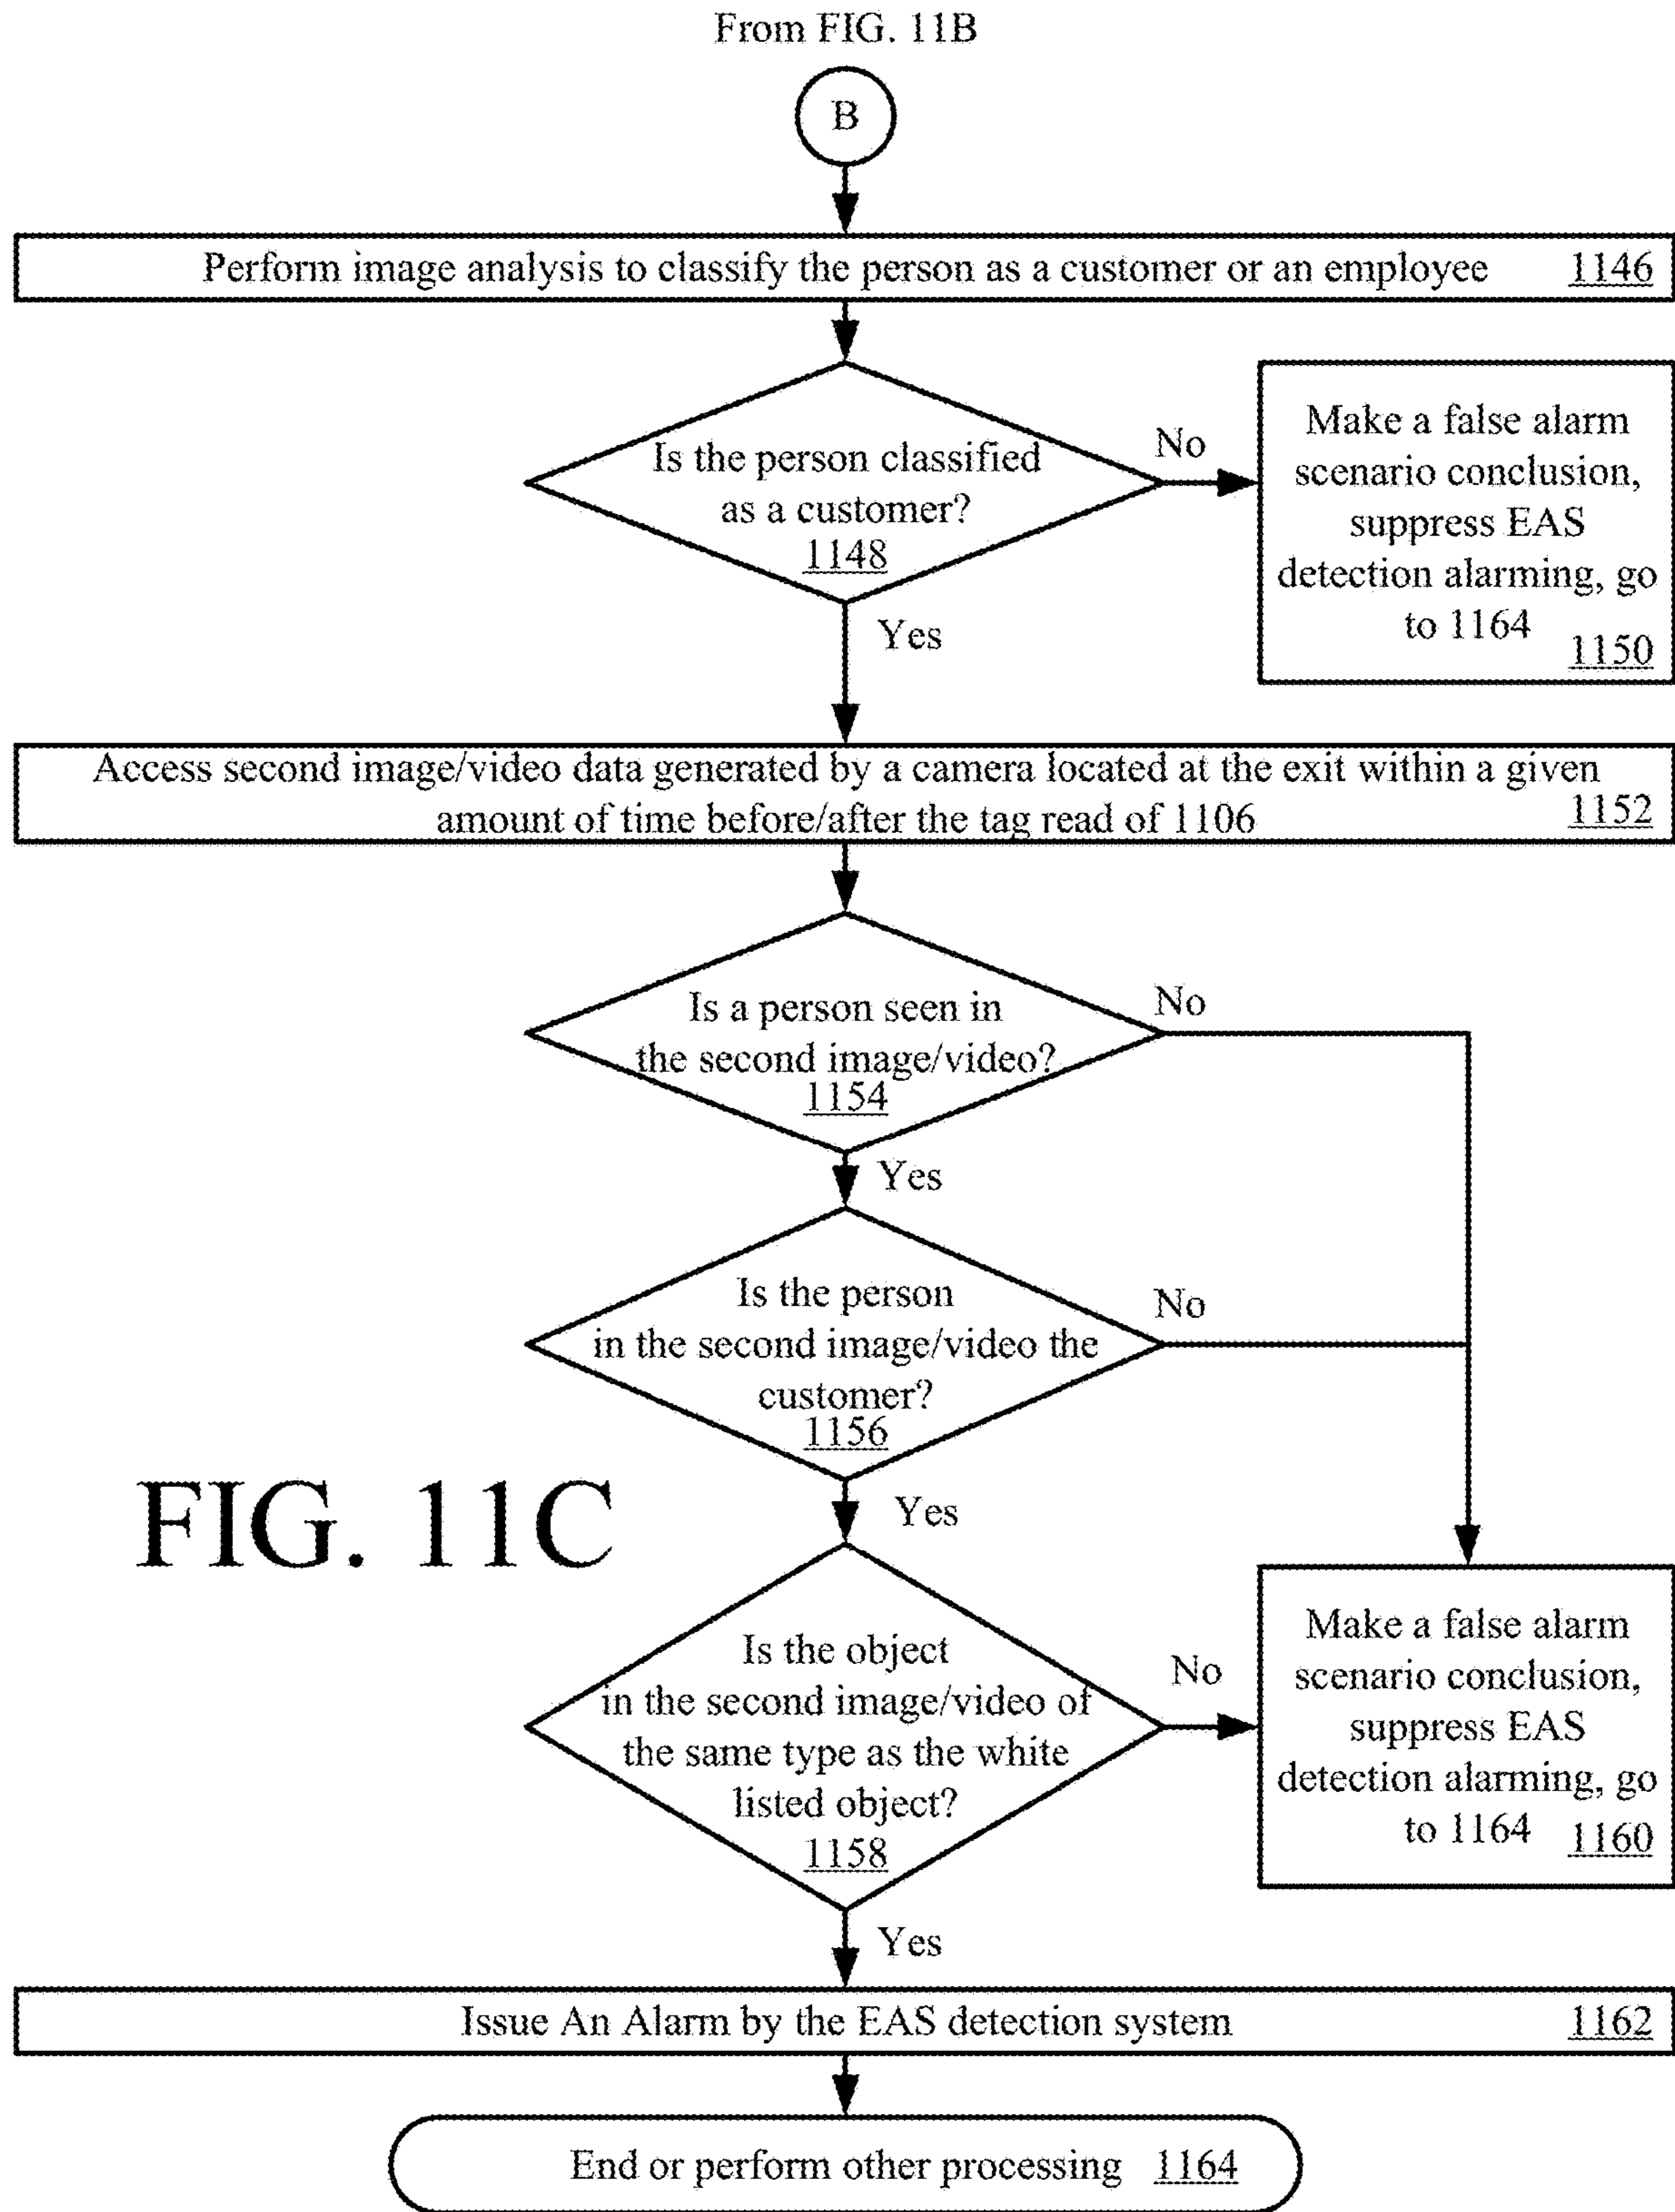 From FIG. 11B
B
Perform image analysis to classify the person as a customer or an employee 1146
Is the person classified
as a customer?
1148
No
Yes
Make a false alarm
scenario conclusion,
suppress EAS
detection alarming, go
to 1164
1150
Access second image/video data generated by a camera located at the exit within a given
amount of time before/after the tag read of 1106
1152
Is a person seen in
the second image/video?
1154
No
Yes
Is the person
in the second image/video the
customer?
1156
No
Yes
FIG. 11C
Is the object
in the second image/video of
the same type as the white
listed object?
1158
No
Yes
Make a false alarm
scenario conclusion,
suppress EAS
detection alarming, go
to 1164
1160
Issue An Alarm by the EAS detection system 1162
End or perform other processing 1164